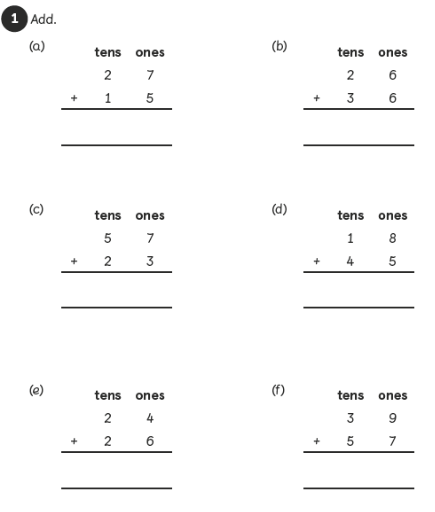 1 Add.
(a) (b)
tens ones tens ones
2 7 2 6
+ 1 5 + 3 6
(c) (d)
tens ones tens ones
5 7 1 8
+ 2 3 + 4 5
(e) (f)
tens ones tens ones
2 4 3 9
+ 2 6 + 5 7